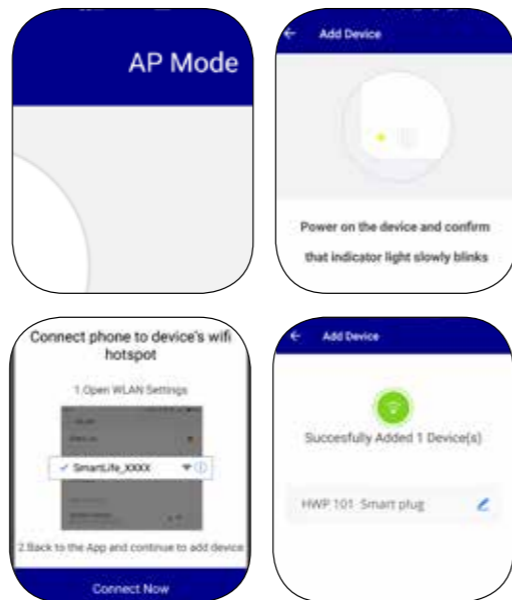 AP Mode
Add Device
Power on the device and confirm
that indicator light slowly blinks
Connect phone to device's wifi
hotspot
1.Open WLAN Settings
SmartLife_XXXX
2.Back to the App and continue to add device
Connect Now
Add Device
Succesfully Added 1 Device(s)
HWP 101 Smart plug